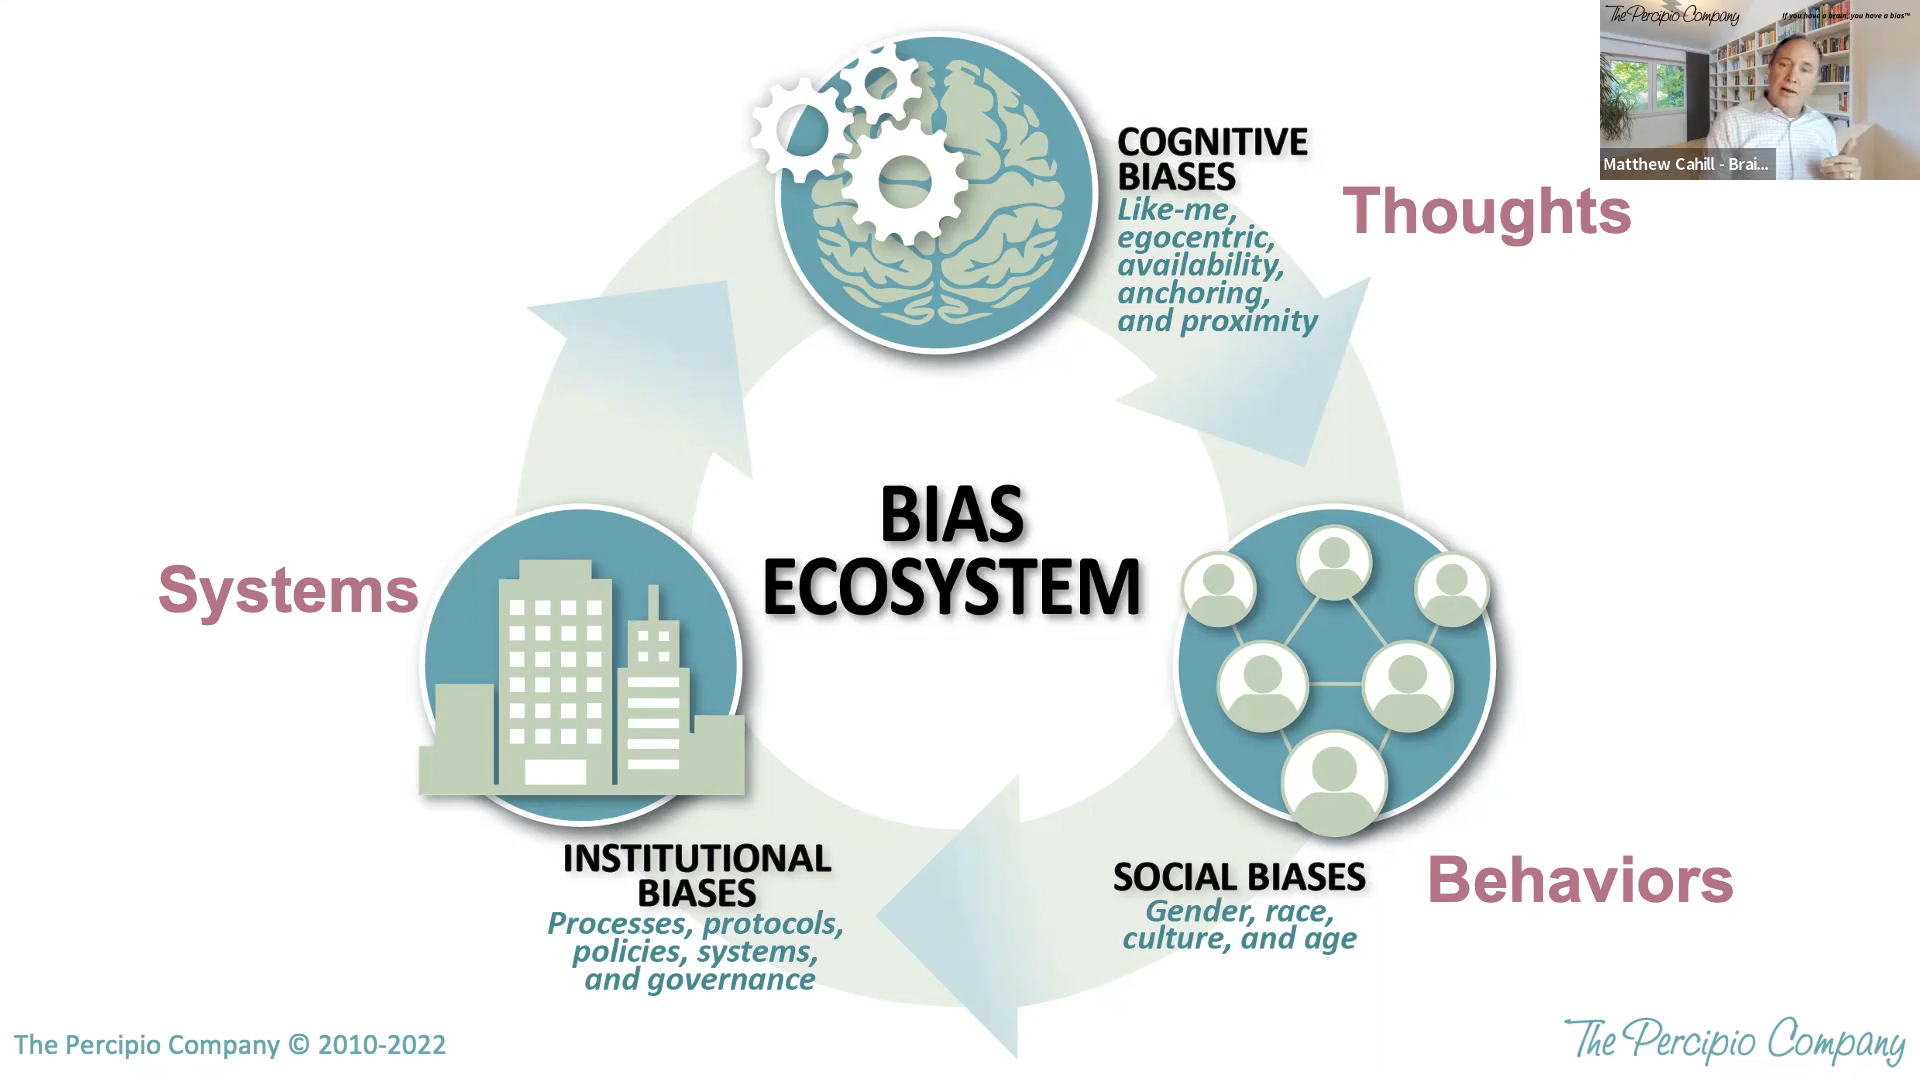 The Percipio Company
If you have a brain, you have a bias™
Matthew Cahill - Brai...
COGNITIVE
BIASES
Like-me,
egocentric,
availability,
anchoring,
and proximity
Thoughts
BIAS
ECOSYSTEM
Systems
INSTITUTIONAL
BIASES
Processes, protocols,
policies, systems,
and governance
SOCIAL BIASES
Gender, race,
culture, and age
Behaviors
The Percipio Company © 2010-2022
The Percipio Company